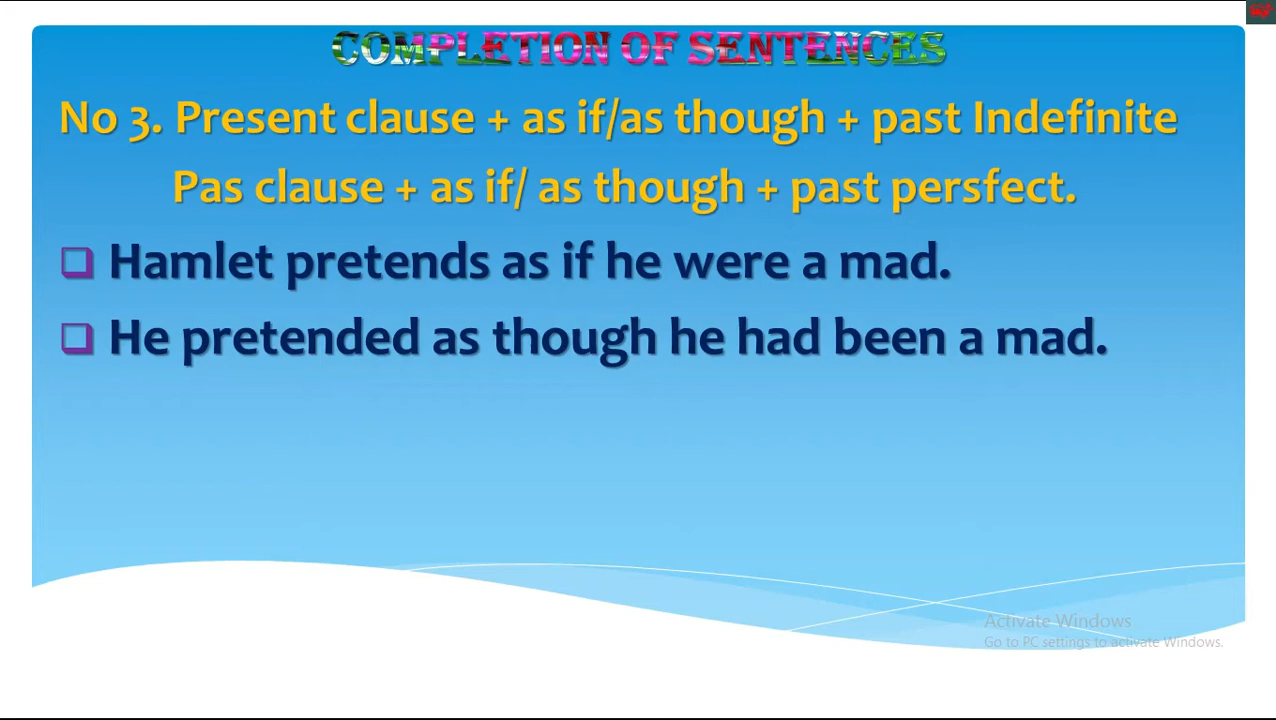 COMPLETION OF SENTENCES
No 3. Present clause + as if/as though + past Indefinite
Pas clause + as if/ as though + past persfect.
Hamlet pretends as if he were a mad.
He pretended as though he had been a mad.
Activate Windows
Go to PC settings to activate Windows.